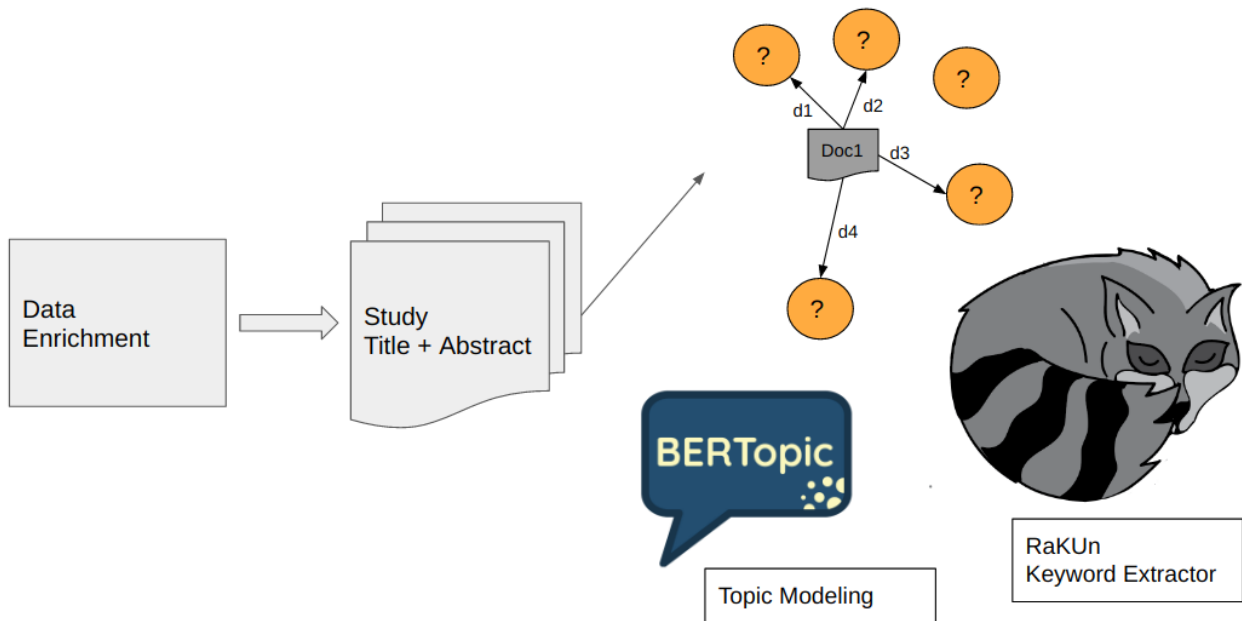 ?
?
?
d1
d2
Doc1
d3
?
d4
?
Data
Enrichment
Study
Title + Abstract
BERTopic
Topic Modeling
RaKUn
Keyword Extractor